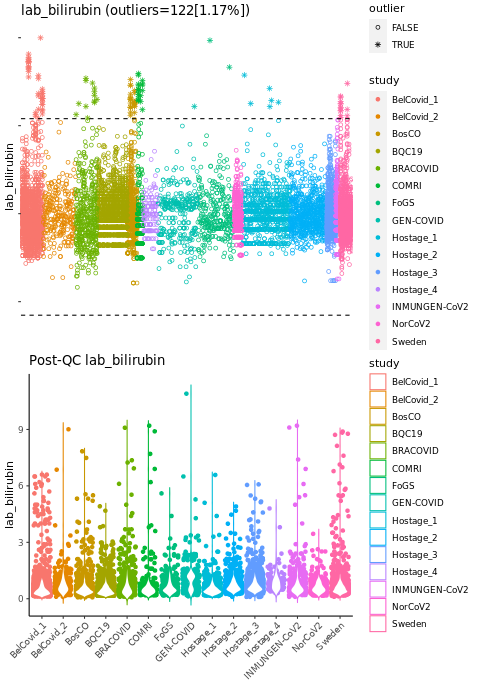 lab_bilirubin (outliers=122[1.17%])
lab_bilirubin
outlier
FALSE
TRUE
study
BelCovid_1
BelCovid_2
BosCO
BQC19
BRACOVID
COMRI
FoGS
GEN-COVID
Hostage_1
Hostage_2
Hostage_3
Hostage_4
INMUNGEN-CoV2
NorCoV2
Sweden
Post-QC lab_bilirubin
lab_bilirubin
9
6
3
0
BelCovid_1
BelCovid_2
BosCO
BQC19
BRACOVID
COMRI
FoGS
GEN-COVID
Hostage_1
Hostage_2
Hostage_3
Hostage_4
INMUNGEN-CoV2
NorCoV2
Sweden
study
BelCovid_1
BelCovid_2
BosCO
BQC19
BRACOVID
COMRI
FoGS
GEN-COVID
Hostage_1
Hostage_2
Hostage_3
Hostage_4
INMUNGEN-CoV2
NorCoV2
Sweden